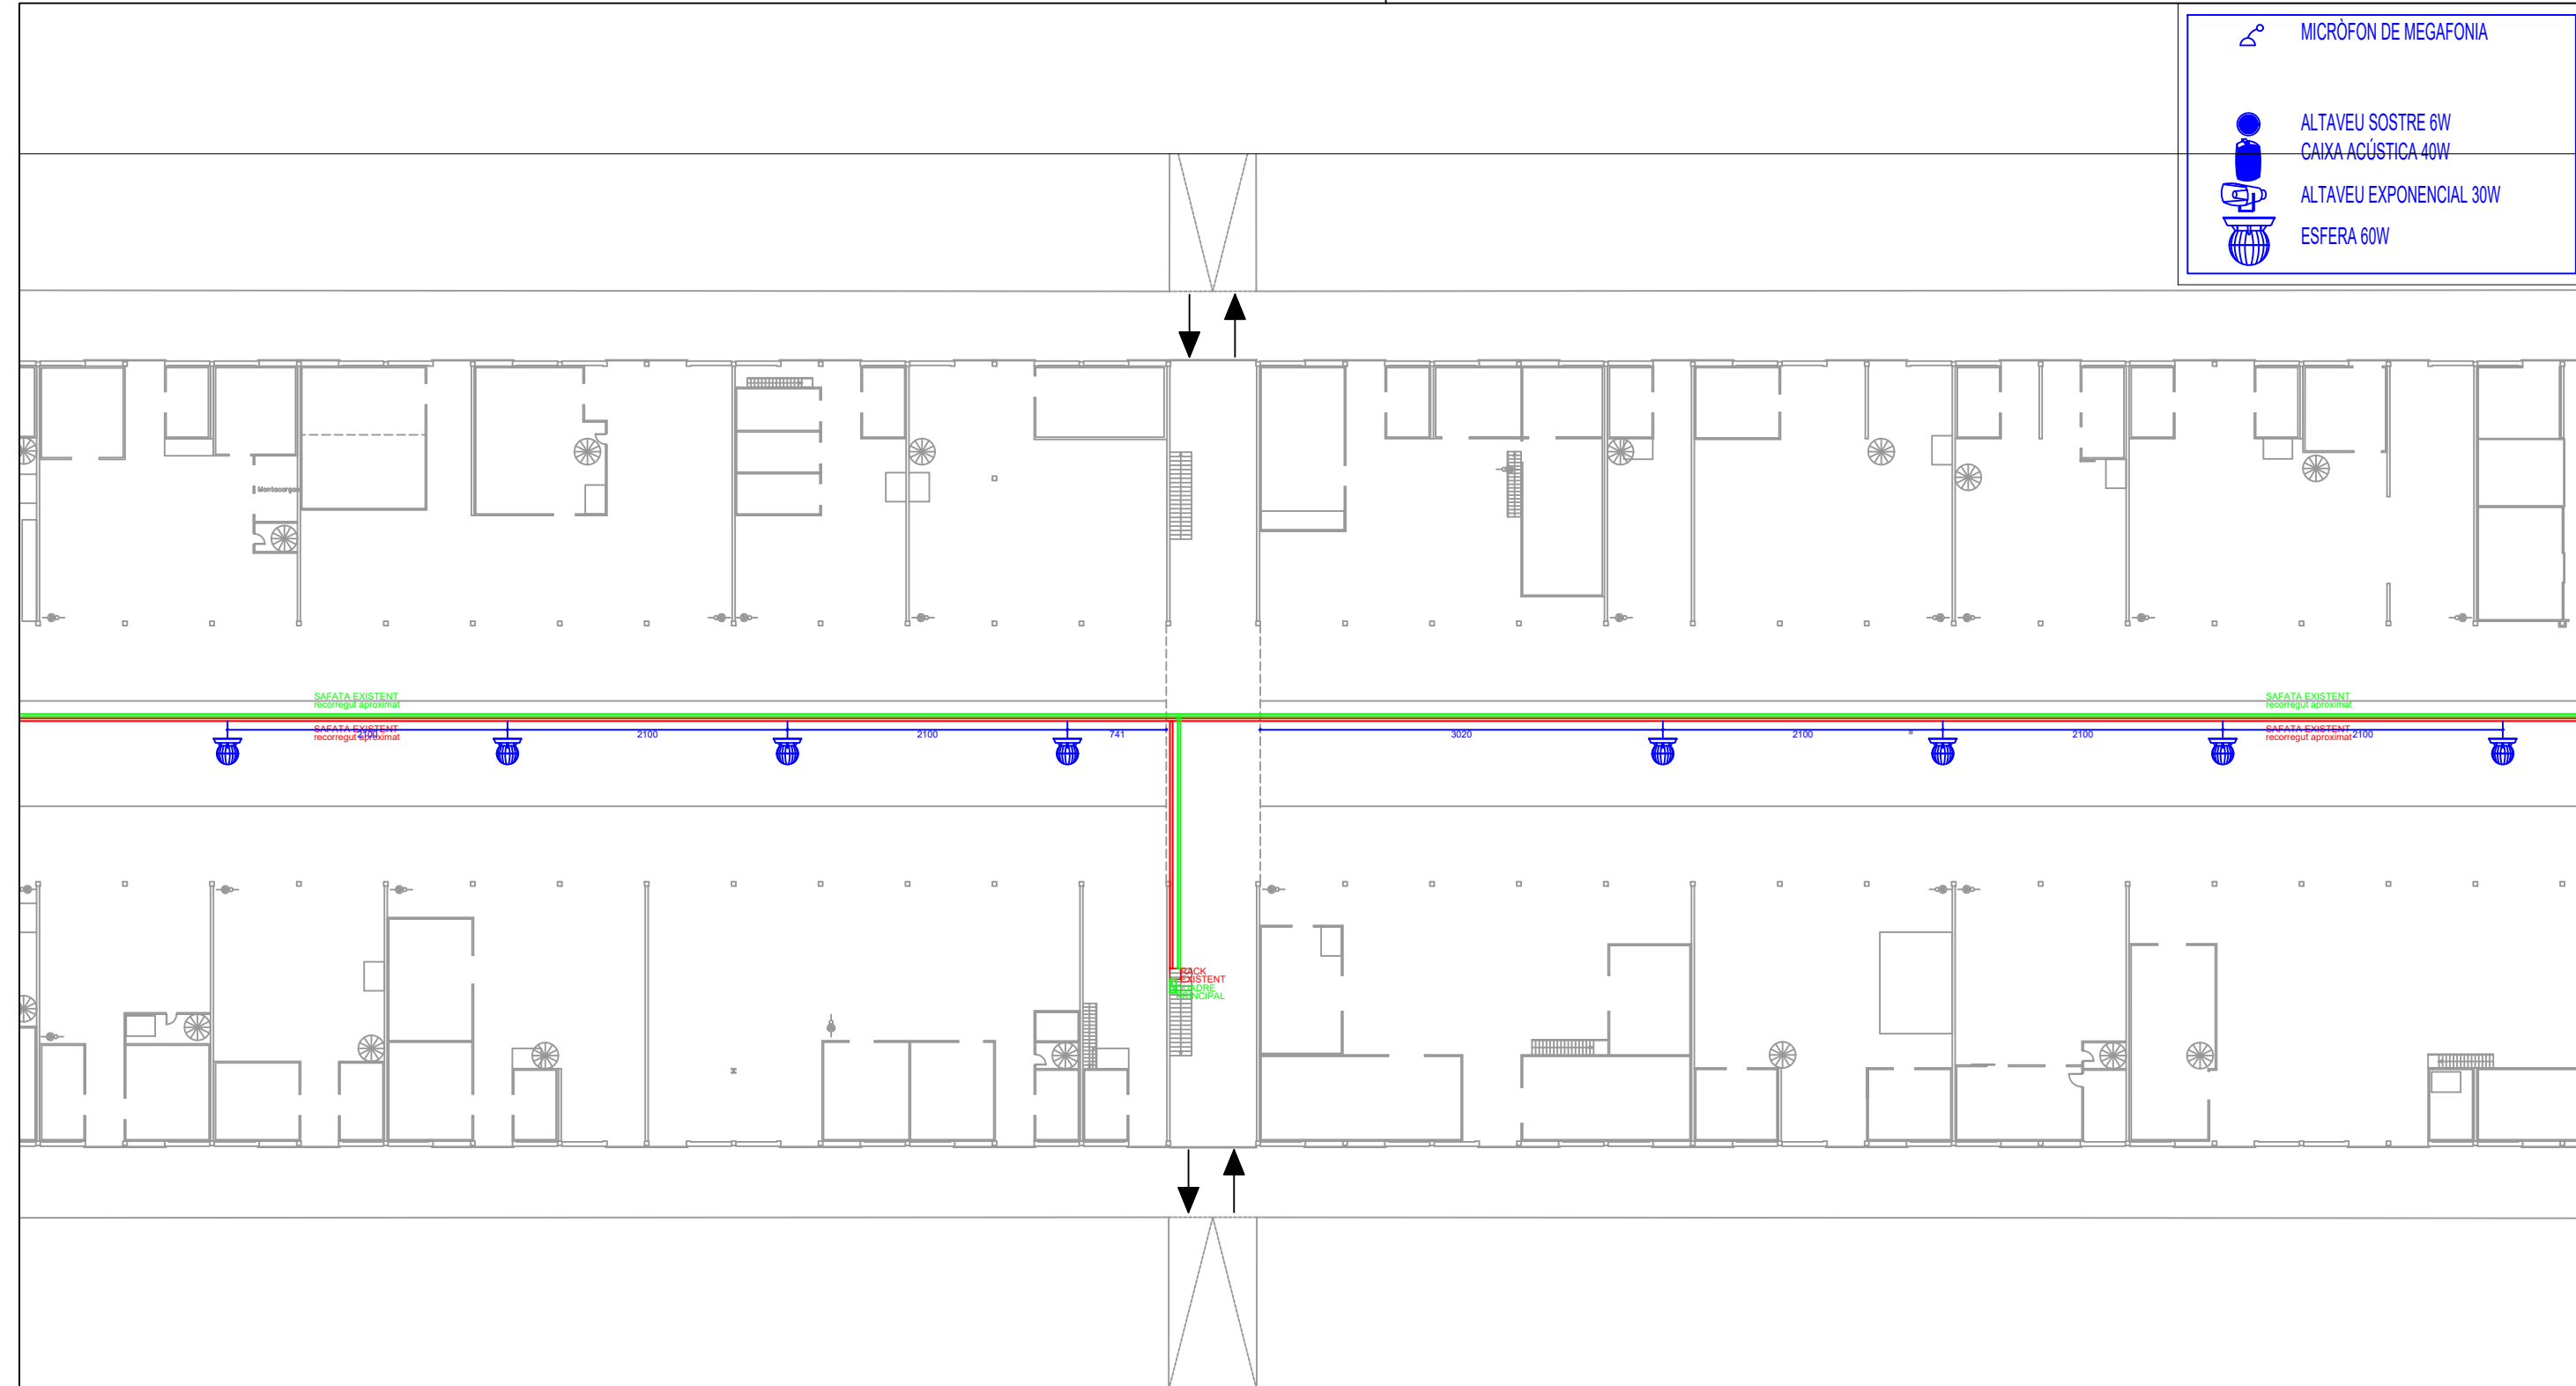 MICRÒFON DE MEGAFONIA
ALTAVEU SOSTRE 6W
CAIXA ACÚSTICA 40W
ALTAVEU EXPONENCIAL 30W
ESFERA 60W
Montacargas
SAFATA EXISTENT
recorregut aproximat
SAFATA EXISTENT
recorregut aproximat
SAFATA EXISTENT
recorregut aproximat
SAFATA EXISTENT
recorregut aproximat
2100
2100
2100
741
3020
2100
2100
2100
RACK
EXISTENT
QUADRE
PRINCIPAL